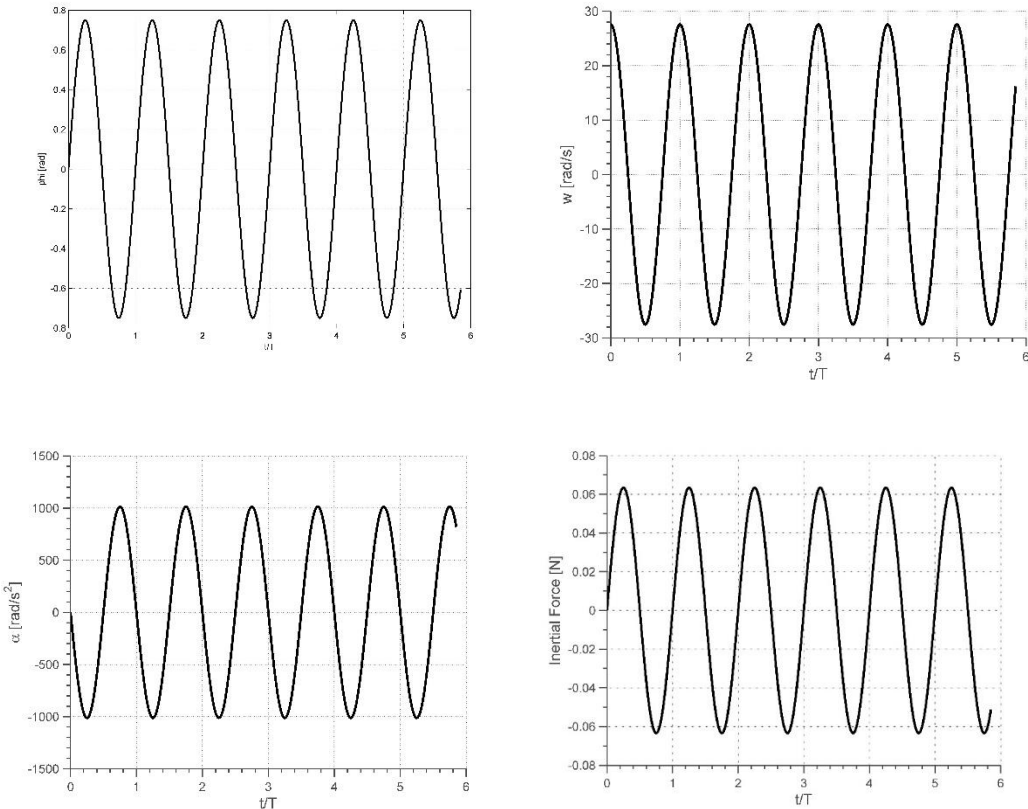 0.8
0.6
0.4
0.2
0
-0.2
-0.4
-0.6
0.8
phi [rad]
0 1 2 3 4 5 6
t/T
30
20
10
0
-10
-20
-30
w [rad/s]
0 1 2 3 4 5 6
t/T
1500
1000
500
0
-500
-1000
-1500
α [rad/s²]
0 1 2 3 4 5 6
t/T
0.08
0.06
0.04
0.02
0
-0.02
-0.04
-0.06
-0.08
Inertial Force [N]
0 1 2 3 4 5 6
t/T